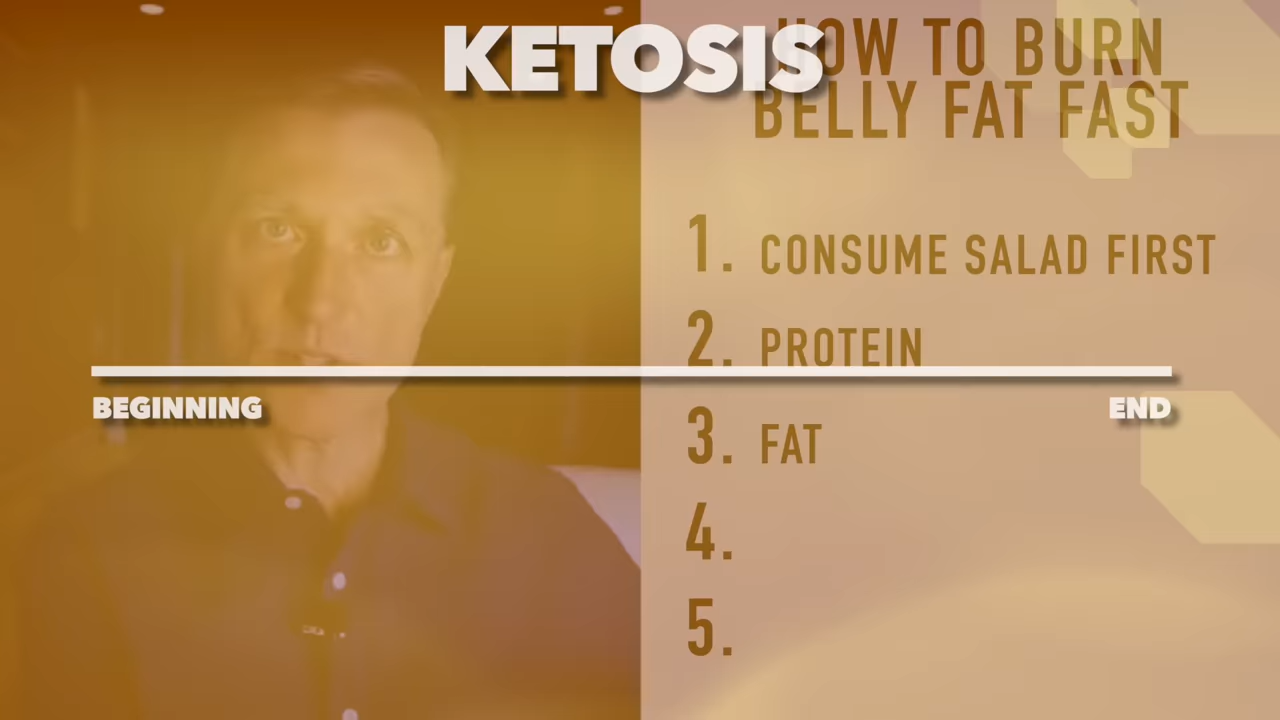 KETOSIS
HOW TO BURN
BELLY FAT FAST
1. CONSUME SALAD FIRST
2. PROTEIN
BEGINNING
END
3. FAT
4.
5.